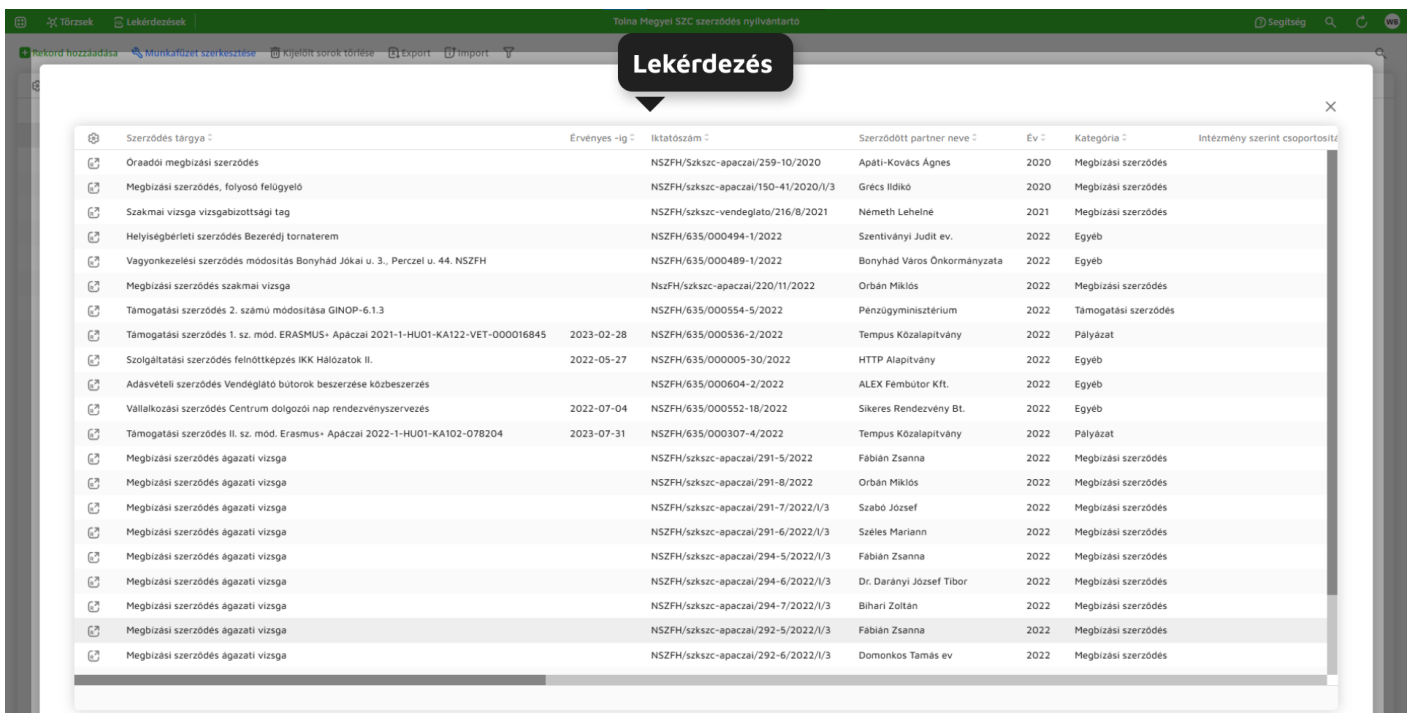 Törzsek Lekérdezések Tolna Megyei SZC szerződés nyilvántartó Segítség WB
Rekord hozzáadása Munkafüzet szerkesztése Kijelölt sorok törlése Export Import
Lekérdezés
Szerződés tárgya Érvényes -ig Iktatószám Szerződött partner neve Év Kategória Intézmény szerint csoportosítá
Óraadói megbízási szerződés NSZFH/Szkszc-apaczai/259-10/2020 Apáti-Kovács Ágnes 2020 Megbízási szerződés
Megbízási szerződés, folyosó felügyelő NSZFH/szkszc-apaczai/150-41/2020/I/3 Grécs Ildikó 2020 Megbízási szerződés
Szakmai vizsga vizsgabizottsági tag NSZFH/szkszc-vendeglato/216/8/2021 Németh Lehelné 2021 Megbízási szerződés
Helyiségbérleti szerződés Bezerédj tornaterem NSZFH/635/000494-1/2022 Szentiványi Judit ev. 2022 Egyéb
Vagyonkezelési szerződés módosítás Bonyhád Jókai u. 3., Perczel u. 44. NSZFH NSZFH/635/000489-1/2022 Bonyhád Város Önkormányzata 2022 Egyéb
Megbízási szerződés szakmai vizsga NszFH/szkszc-apaczai/220/11/2022 Orbán Miklós 2022 Megbízási szerződés
Támogatási szerződés 2. számú módosítása GINOP-6.1.3 NSZFH/635/000554-5/2022 Pénzügyminisztérium 2022 Támogatási szerződés
Támogatási szerződés 1. sz. mód. ERASMUS+ Apáczai 2021-1-HU01-KA122-VET-000016845 2023-02-28 NSZFH/635/000536-2/2022 Tempus Közalapítvány 2022 Pályázat
Szolgáltatási szerződés felnőttképzés IKK Hálózatok II. 2022-05-27 NSZFH/635/000005-30/2022 HTTP Alapítvány 2022 Egyéb
Adásvételi szerződés Vendéglátó bútorok beszerzése közbeszerzés NSZFH/635/000604-2/2022 ALEX Fémbútor Kft. 2022 Egyéb
Vállalkozási szerződés Centrum dolgozói nap rendezvényszervezés 2022-07-04 NSZFH/635/000552-18/2022 Sikeres Rendezvény Bt. 2022 Egyéb
Támogatási szerződés II. sz. mód. Erasmus+ Apáczai 2022-1-HU01-KA102-078204 2023-07-31 NSZFH/635/000307-4/2022 Tempus Közalapítvány 2022 Pályázat
Megbízási szerződés ágazati vizsga NSZFH/szkszc-apaczai/291-5/2022 Fábián Zsanna 2022 Megbízási szerződés
Megbízási szerződés ágazati vizsga NSZFH/szkszc-apaczai/291-8/2022 Orbán Miklós 2022 Megbízási szerződés
Megbízási szerződés ágazati vizsga NSZFH/szkszc-apaczai/291-7/2022/I/3 Szabó József 2022 Megbízási szerződés
Megbízási szerződés ágazati vizsga NSZFH/szkszc-apaczai/291-6/2022/I/3 Széles Mariann 2022 Megbízási szerződés
Megbízási szerződés ágazati vizsga NSZFH/szkszc-apaczai/294-5/2022/I/3 Fábián Zsanna 2022 Megbízási szerződés
Megbízási szerződés ágazati vizsga NSZFH/szkszc-apaczai/294-6/2022/I/3 Dr. Darányi József Tibor 2022 Megbízási szerződés
Megbízási szerződés ágazati vizsga NSZFH/szkszc-apaczai/294-7/2022/I/3 Bihari Zoltán 2022 Megbízási szerződés
Megbízási szerződés ágazati vizsga NSZFH/szkszc-apaczai/292-5/2022/I/3 Fábián Zsanna 2022 Megbízási szerződés
Megbízási szerződés ágazati vizsga NSZFH/szkszc-apaczai/292-6/2022/I/3 Domonkos Tamás ev 2022 Megbízási szerződés